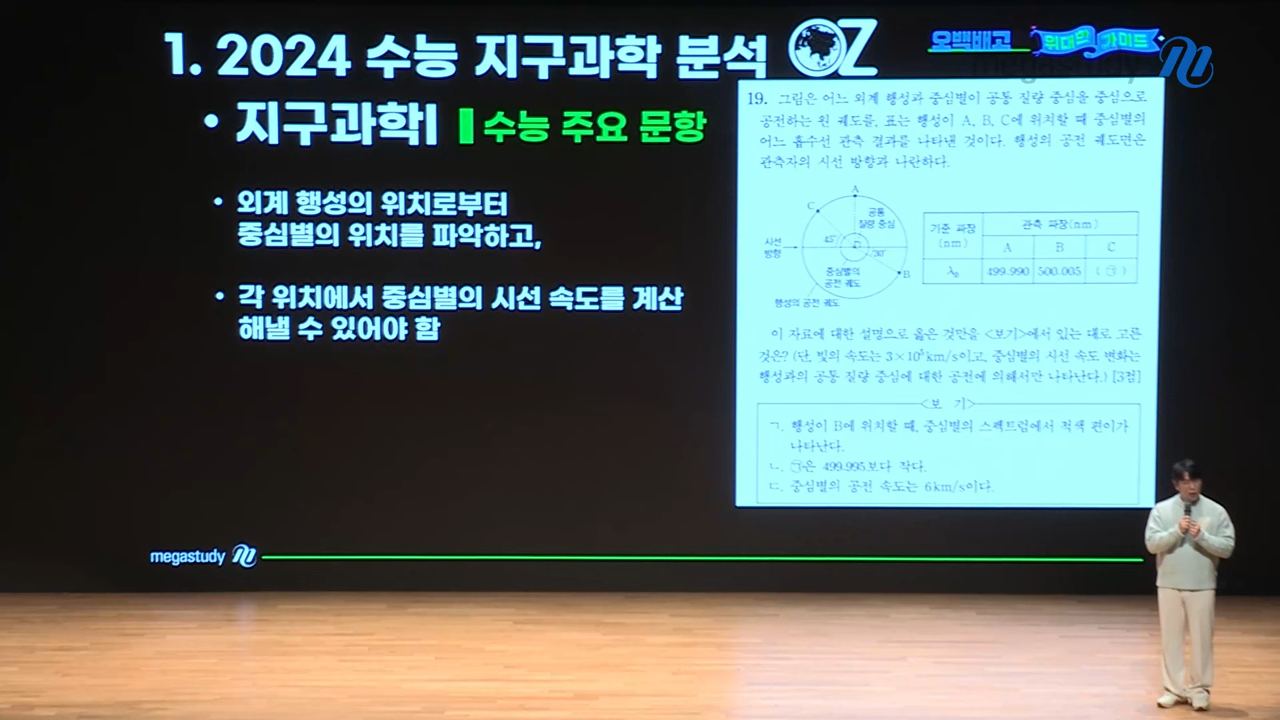 1. 2024 수능 지구과학 분석 OZ
오백배고 위대한 가이드
megastudy
• 지구과학I 수능 주요 문항
• 외계 행성의 위치로부터
중심별의 위치를 파악하고,
• 각 위치에서 중심별의 시선 속도를 계산
해낼 수 있어야 함
19. 그림은 어느 외계 행성과 중심별이 공통 질량 중심을 중심으로
공전하는 원 궤도를, 표는 행성이 A, B, C에 위치할 때 중심별의
어느 흡수선 관측 결과를 나타낸 것이다. 행성의 공전 궤도면은
관측자의 시선 방향과 나란하다.
A
C
공통
질량 중심
시선
방향
45°
30°
B
중심별의
공전 궤도
행성의 공전 궤도
기준 파장
(nm)
관측 파장(nm)
A B C
λ₀ 499.990 500.005 ( ㉠ )
이 자료에 대한 설명으로 옳은 것만을 <보기>에서 있는 대로 고른
것은? (단, 빛의 속도는 3×10⁵km/s이고, 중심별의 시선 속도 변화는
행성과의 공통 질량 중심에 대한 공전에 의해서만 나타난다.) [3점]
<보 기>
ㄱ. 행성이 B에 위치할 때, 중심별의 스펙트럼에서 적색 편이가
나타난다.
ㄴ. ㉠은 499.995보다 작다.
ㄷ. 중심별의 공전 속도는 6km/s이다.
megastudy